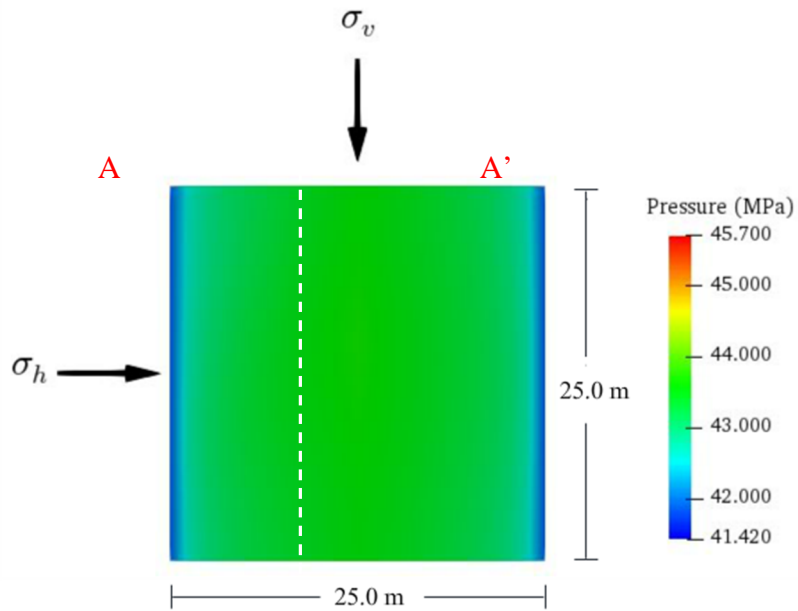 σᵥ
A
A’
Pressure (MPa)
45.700
45.000
44.000
43.000
42.000
41.420
σₕ
25.0 m
25.0 m